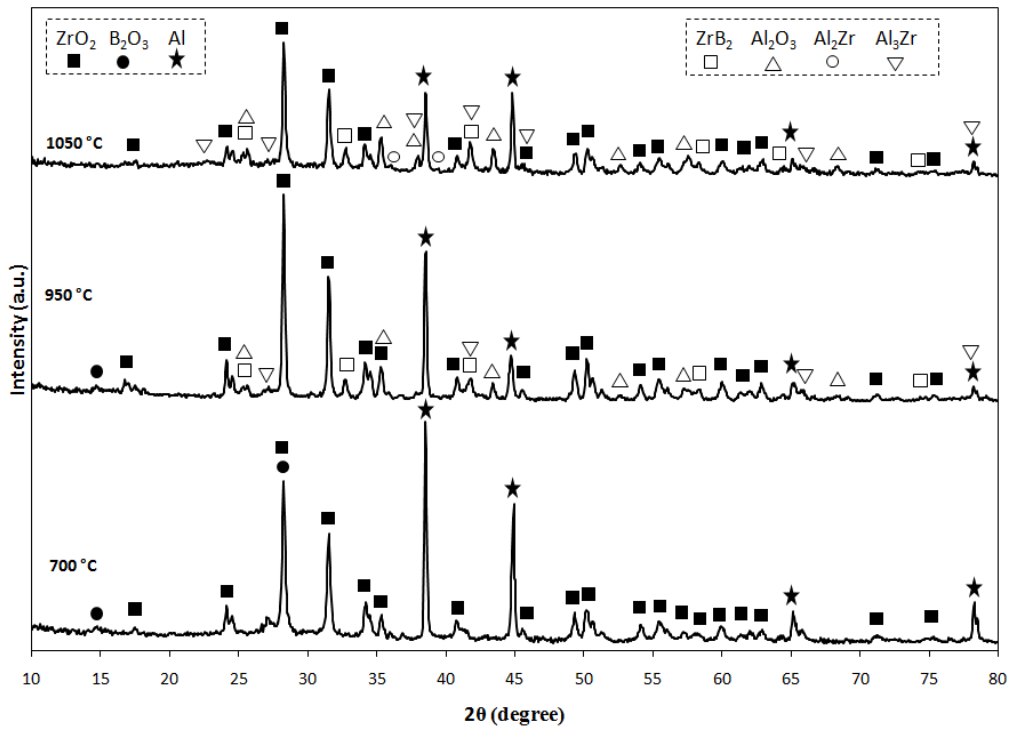 ZrO₂ B₂O₃ Al
ZrB₂ Al₂O₃ Al₂Zr Al₃Zr
1050 °C
950 °C
700 °C
Intensity (a.u.)
10 15 20 25 30 35 40 45 50 55 60 65 70 75 80
2θ (degree)